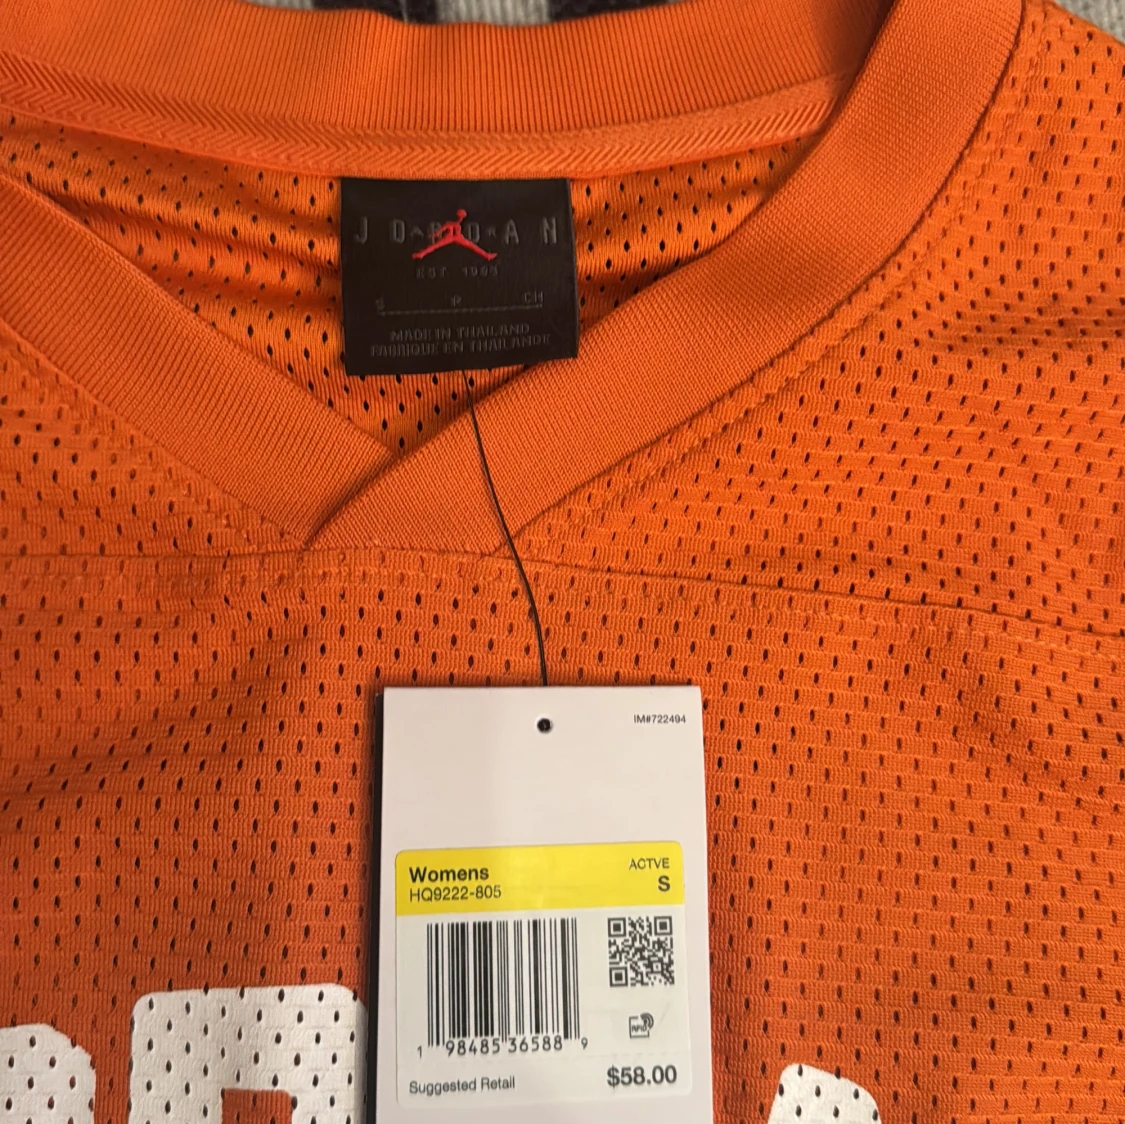 JORDAN
EST 1985
S P CH
MADE IN THAILAND
FABRIQUE EN THAILANDE
IM#722494
Womens ACTVE
HQ9222-805 S
1 98485 36588 9
RFID
Suggested Retail $58.00